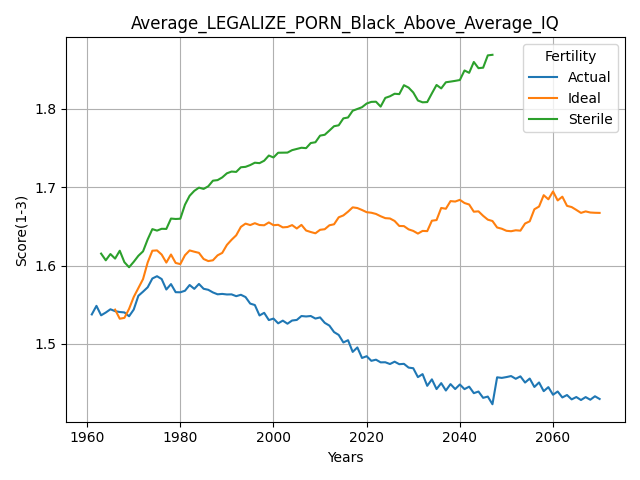 Average_LEGALIZE_PORN_Black_Above_Average_IQ
Fertility
Actual
Ideal
Sterile
Score(1-3)
1.8
1.7
1.6
1.5
1960
1980
2000
2020
2040
2060
Years